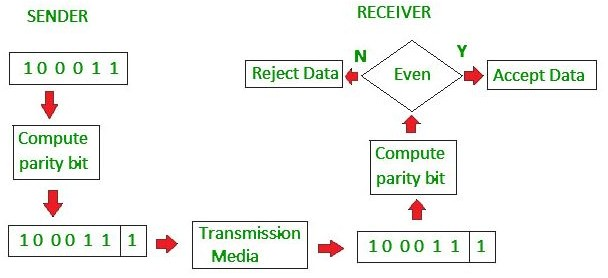 SENDER
1 0 0 0 1 1
Compute
parity bit
1 0 0 0 1 1 1
Transmission
Media
RECEIVER
1 0 0 0 1 1 1
Compute
parity bit
Even
N
Reject Data
Y
Accept Data